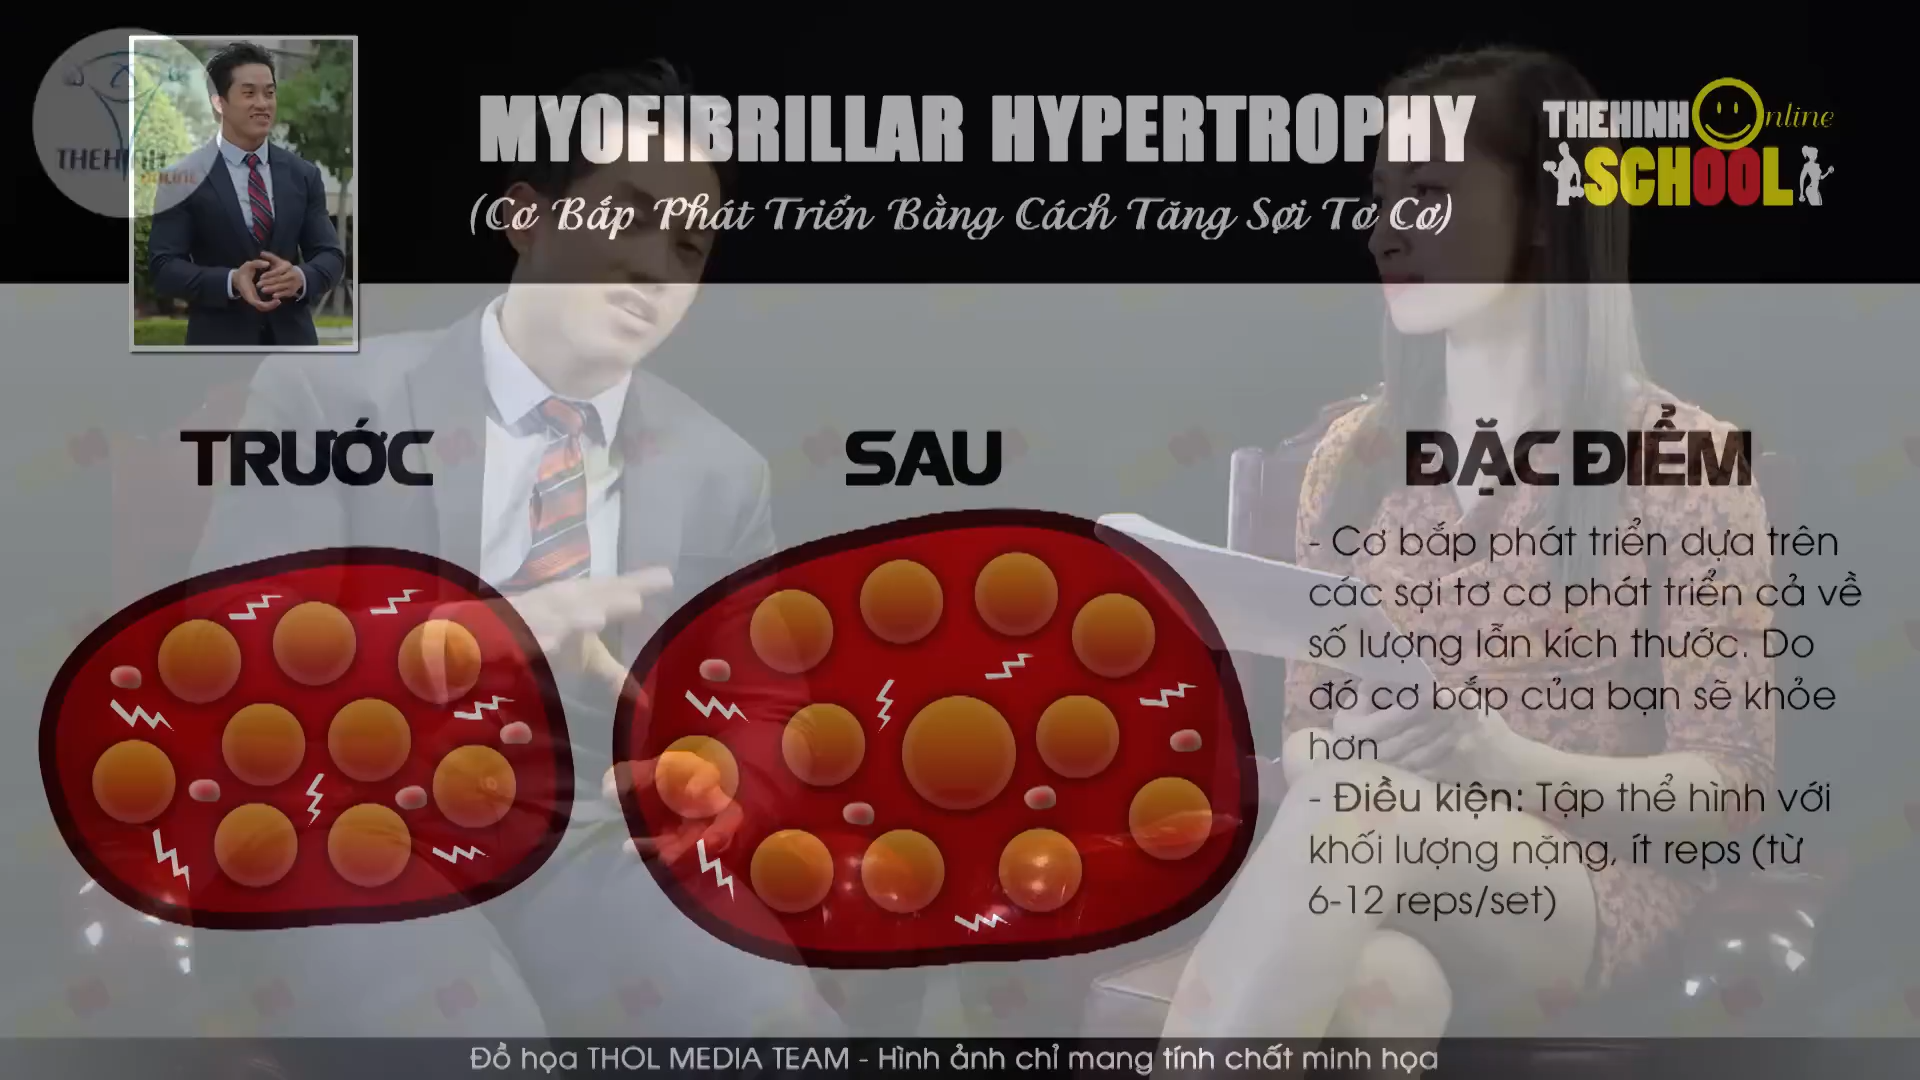 THEHINH
ONLINE
MYOFIBRILLAR HYPERTROPHY
(Cơ Bắp Phát Triển Bằng Cách Tăng Sợi Tơ Cơ)
THEHINH Online
SCHOOL
TRƯỚC
SAU
ĐẶC ĐIỂM
- Cơ bắp phát triển dựa trên
các sợi tơ cơ phát triển cả về
số lượng lẫn kích thước. Do
đó cơ bắp của bạn sẽ khỏe
hơn
- Điều kiện: Tập thể hình với
khối lượng nặng, ít reps (từ
6-12 reps/set)
Đồ họa THOL MEDIA TEAM - Hình ảnh chỉ mang tính chất minh họa